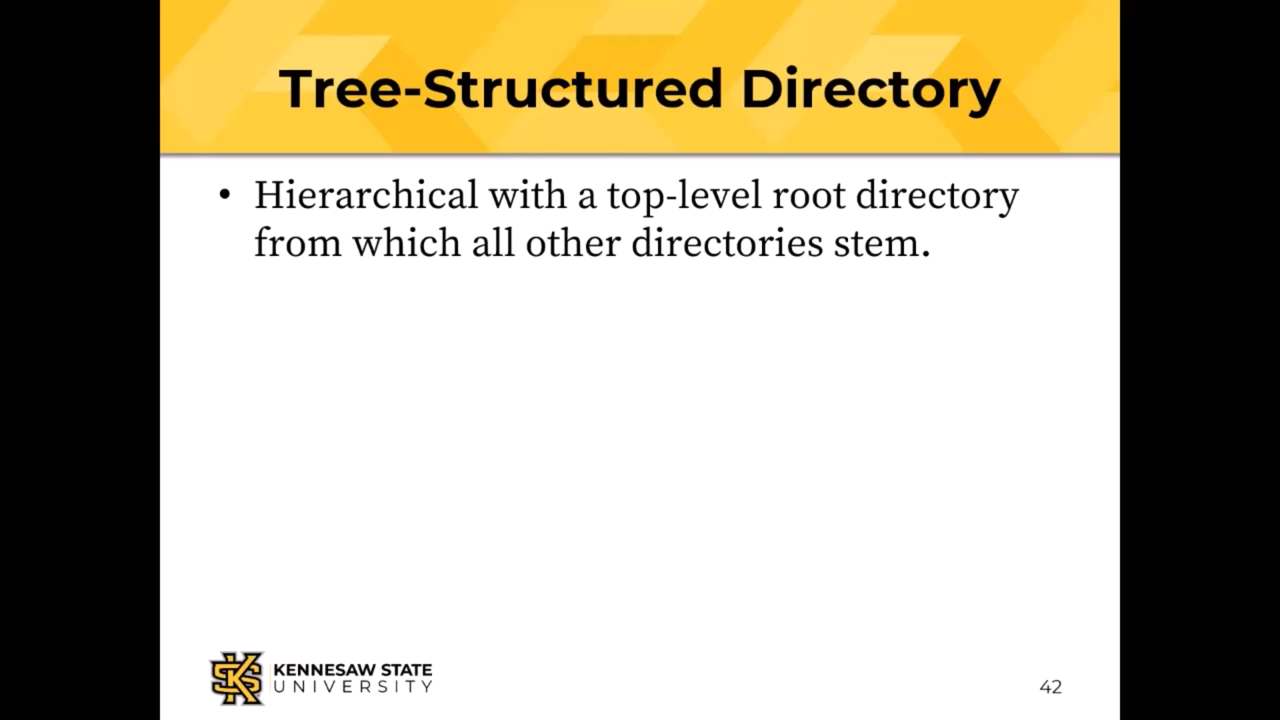 Tree-Structured Directory
• Hierarchical with a top-level root directory
from which all other directories stem.
KENNESAW STATE
UNIVERSITY
42